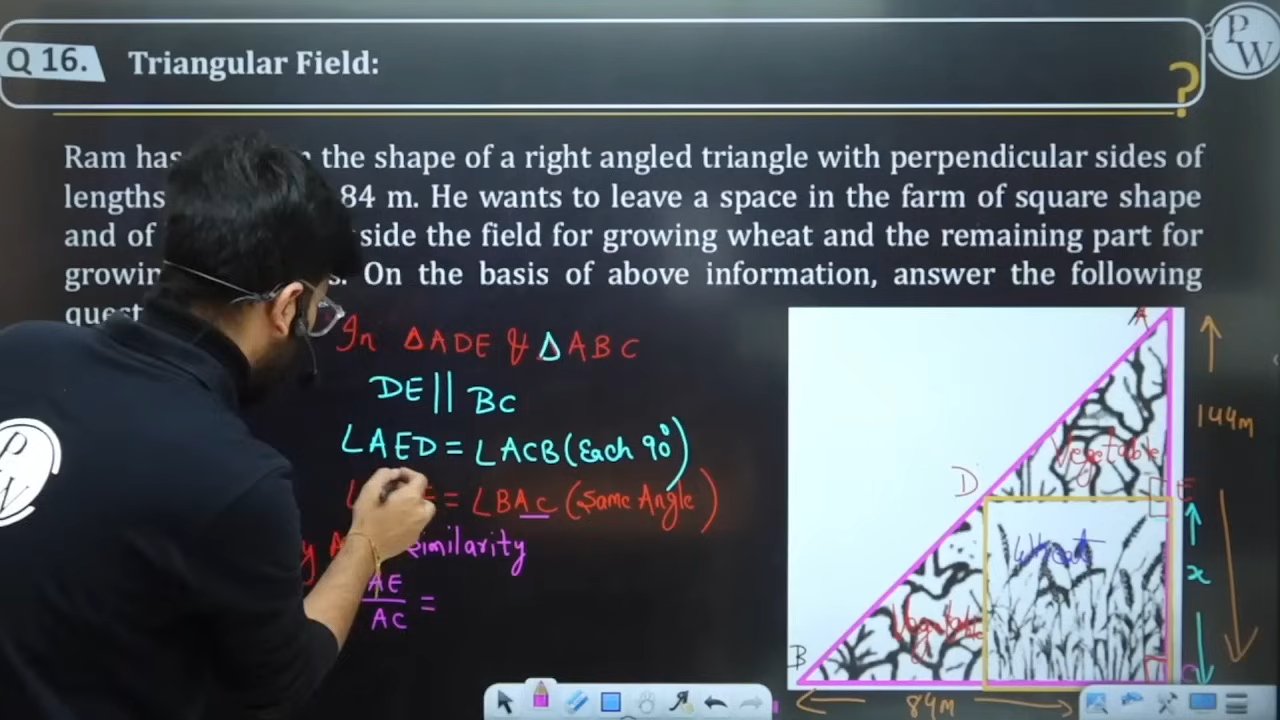 Q 16.
Triangular Field:
?
PW
Ram has the shape of a right angled triangle with perpendicular sides of
lengths 84 m. He wants to leave a space in the farm of square shape
and of side the field for growing wheat and the remaining part for
On the basis of above information, answer the following
In ΔADE & ΔABC
DE || BC
∠AED = ∠ACB (Each 90°)
= ∠BAC (Same Angle)
similarity
AE/AC =
A
144m
Vegetable
D
E
Wheat
x
Vegetable
B
C
84m
PW